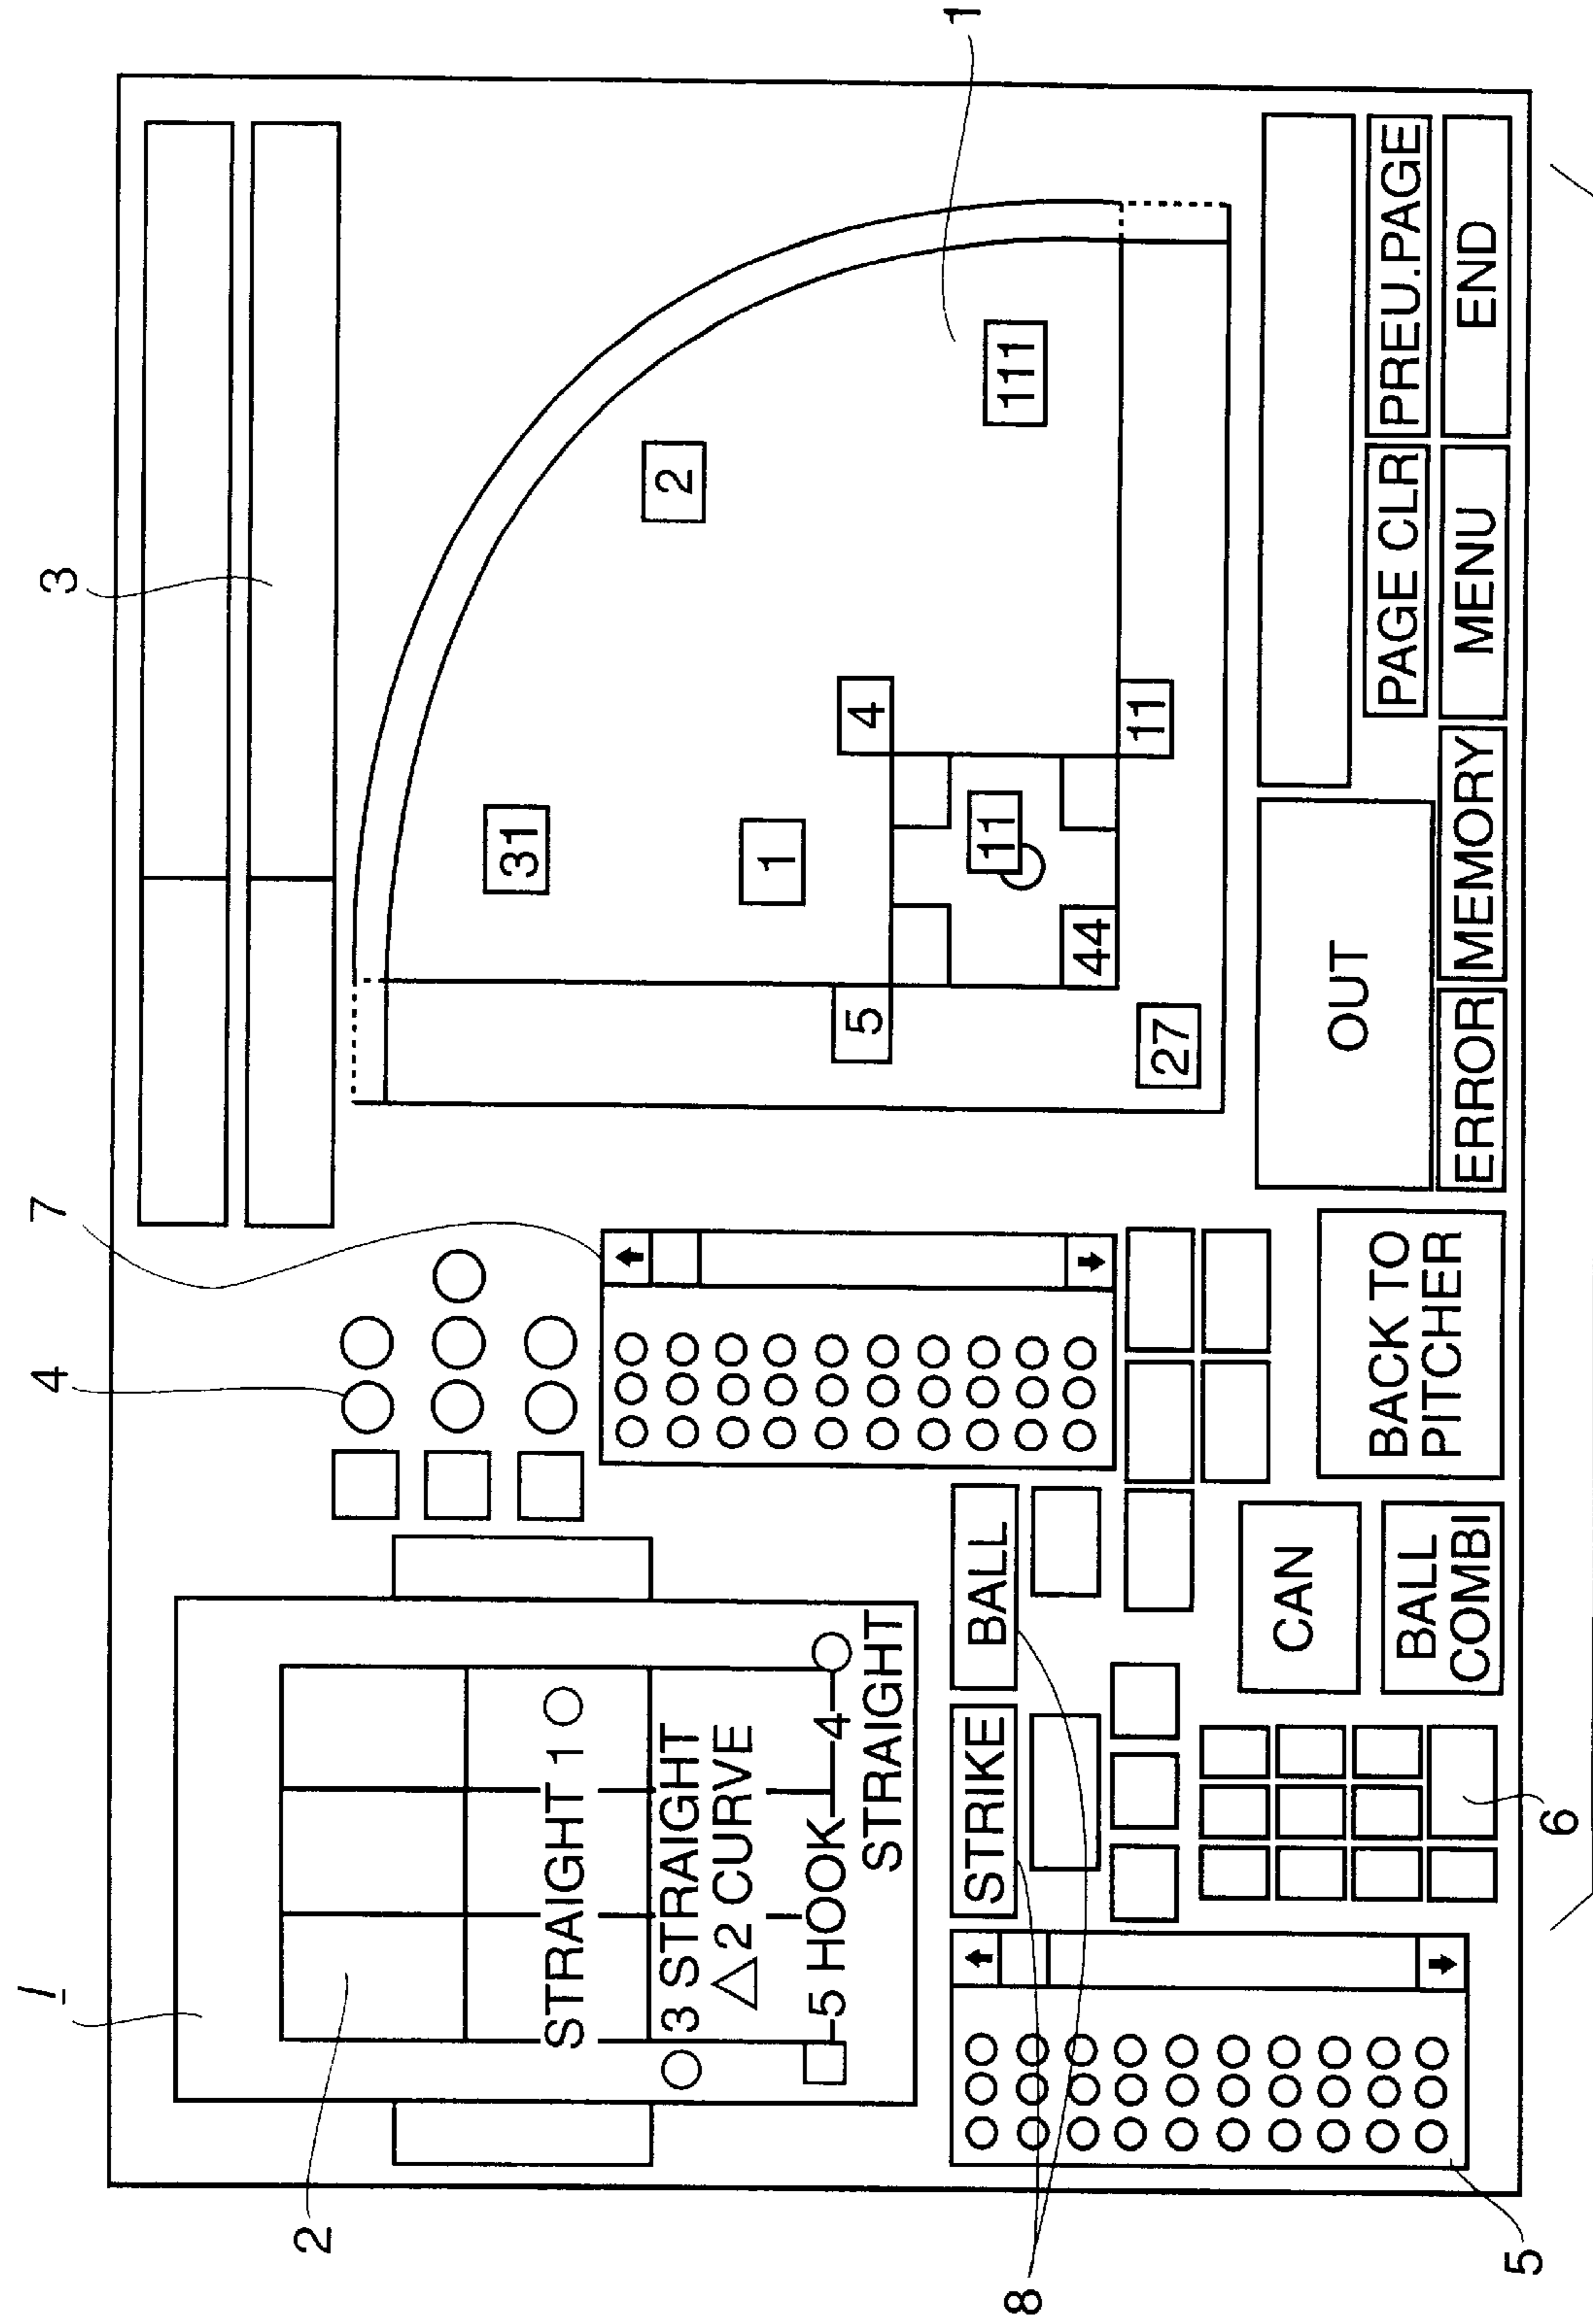 I
3
1
2
7
4
STRAIGHT 1
3 STRAIGHT
2 CURVE
5 HOOK 4
STRAIGHT
31
2
1
4
5
111
11
11
44
27
STRIKE
BALL
CAN
BALL
COMBI
BACK TO
PITCHER
OUT
PAGE CLR
PREU.PAGE
ERROR
MEMORY
MENU
END
8
5
6